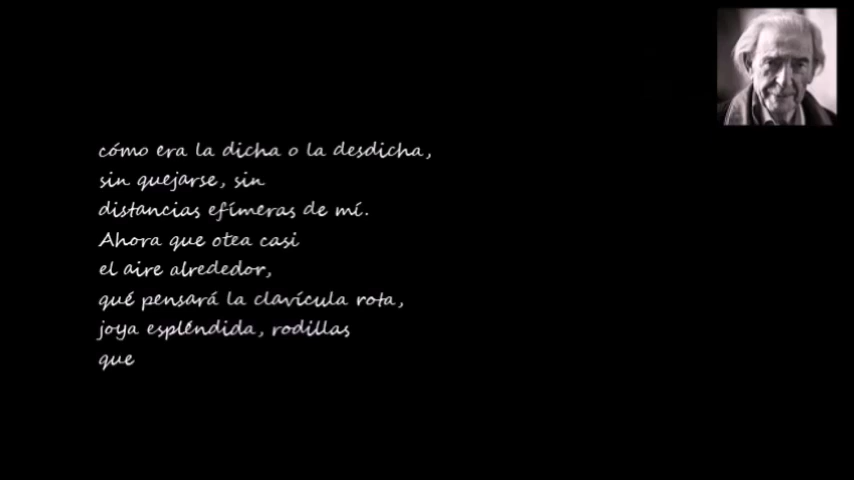 cómo era la dicha o la desdicha,
sin quejarse, sin
distancias efímeras de mí.
Ahora que otea casi
el aire alrededor,
qué pensará la clavícula rota,
joya espléndida, rodillas
que